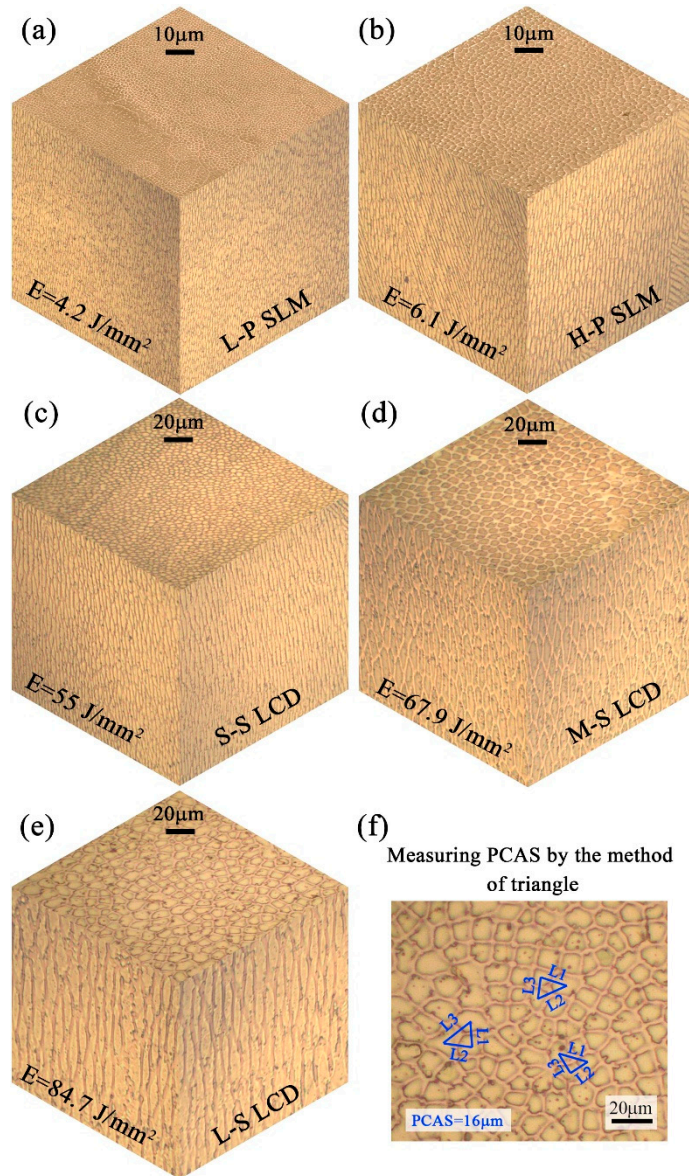 (a)
10μm
E=4.2 J/mm²
L-P SLM
(b)
10μm
E=6.1 J/mm²
H-P SLM
(c)
20μm
E=55 J/mm²
S-S LCD
(d)
20μm
E=67.9 J/mm²
M-S LCD
(e)
20μm
E=84.7 J/mm²
L-S LCD
(f)
Measuring PCAS by the method
of triangle
L1
L3
L2
L3
L1
L2
L1
L3
L2
PCAS=16μm
20μm